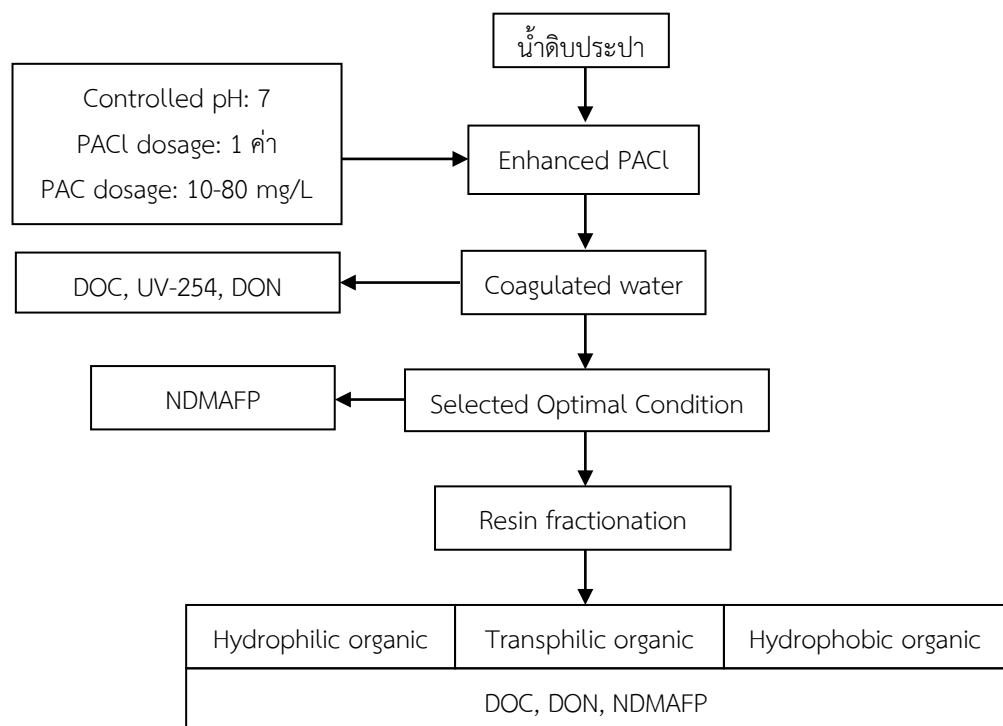 น้ำดิบประปา
Controlled pH: 7
PACl dosage: 1 ค่า
PAC dosage: 10-80 mg/L
Enhanced PACl
DOC, UV-254, DON
Coagulated water
NDMAFP
Selected Optimal Condition
Resin fractionation
Hydrophilic organic
Transphilic organic
Hydrophobic organic
DOC, DON, NDMAFP